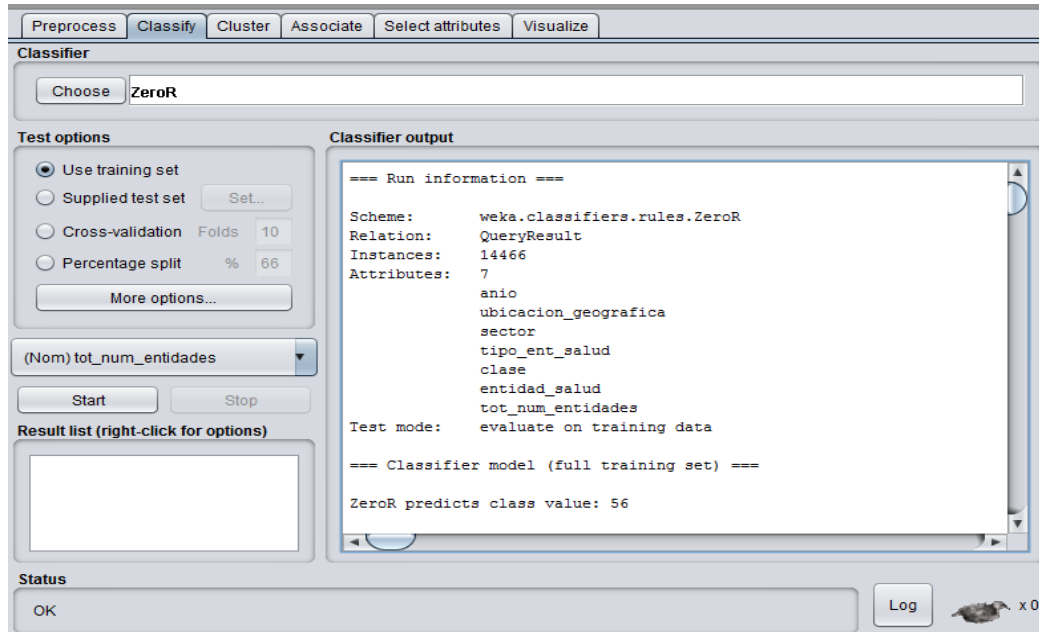 Preprocess Classify Cluster Associate Select attributes Visualize
Classifier
Choose ZeroR
Test options
Use training set
Supplied test set Set...
Cross-validation Folds 10
Percentage split % 66
More options...
(Nom) tot_num_entidades
Start Stop
Result list (right-click for options)
Classifier output
=== Run information ===
Scheme: weka.classifiers.rules.ZeroR
Relation: QueryResult
Instances: 14466
Attributes: 7
anio
ubicacion_geografica
sector
tipo_ent_salud
clase
entidad_salud
tot_num_entidades
Test mode: evaluate on training data
=== Classifier model (full training set) ===
ZeroR predicts class value: 56
Status
OK
Log x 0